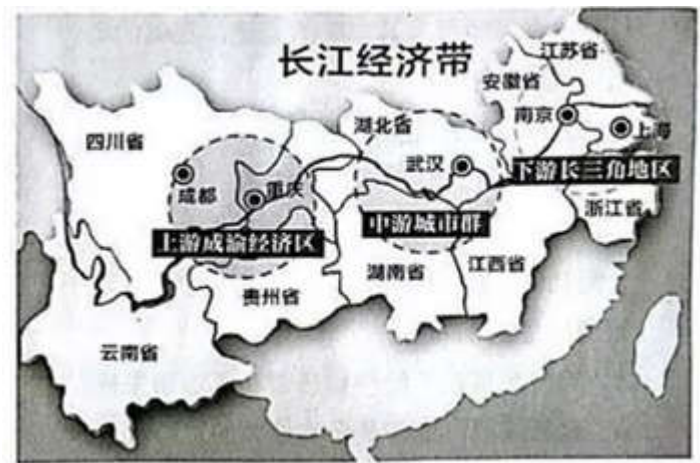 长江经济带
江苏省
安徽省
南京
上海
四川省
湖北省
武汉
成都
重庆
下游长三角地区
浙江省
上游成渝经济区
中游城市群
湖南省
江西省
贵州省
云南省